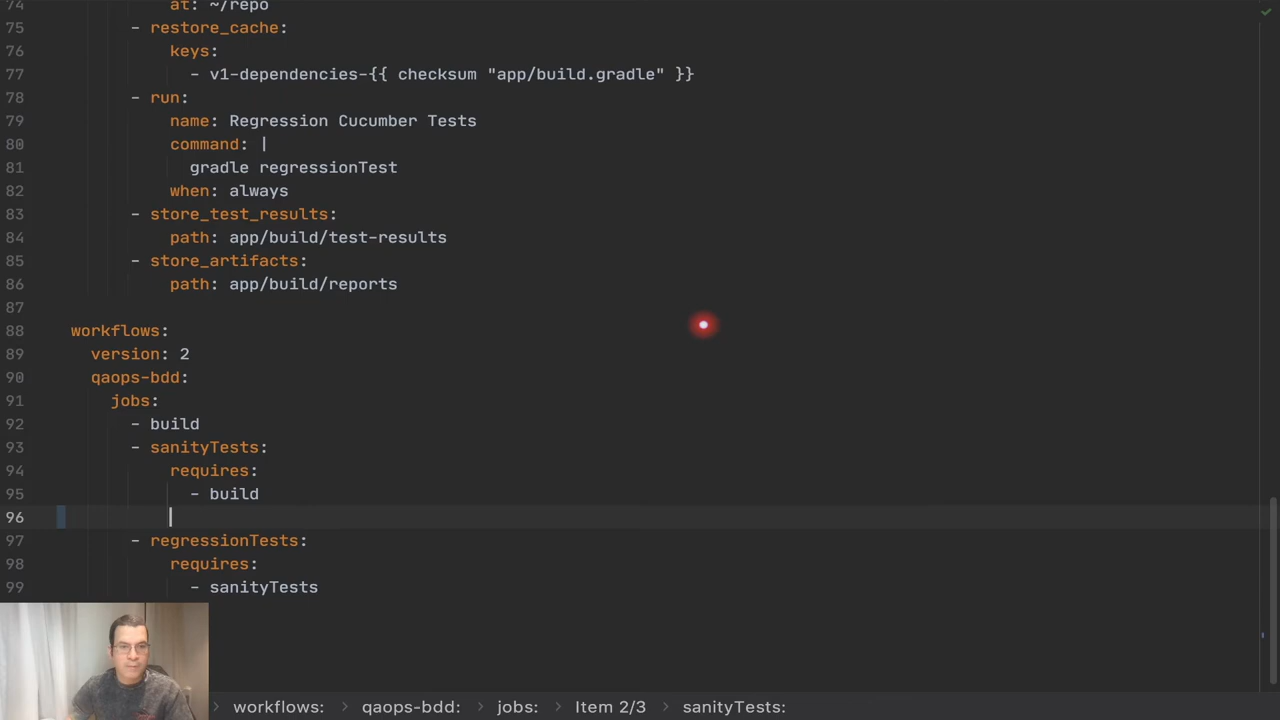 74 at: ~/repo
75 - restore_cache:
76 keys:
77 - v1-dependencies-{{ checksum "app/build.gradle" }}
78 - run:
79 name: Regression Cucumber Tests
80 command: |
81 gradle regressionTest
82 when: always
83 - store_test_results:
84 path: app/build/test-results
85 - store_artifacts:
86 path: app/build/reports
87
88 workflows:
89 version: 2
90 qaops-bdd:
91 jobs:
92 - build
93 - sanityTests:
94 requires:
95 - build
96
97 - regressionTests:
98 requires:
99 - sanityTests
workflows: > qaops-bdd: > jobs: > Item 2/3 > sanityTests: